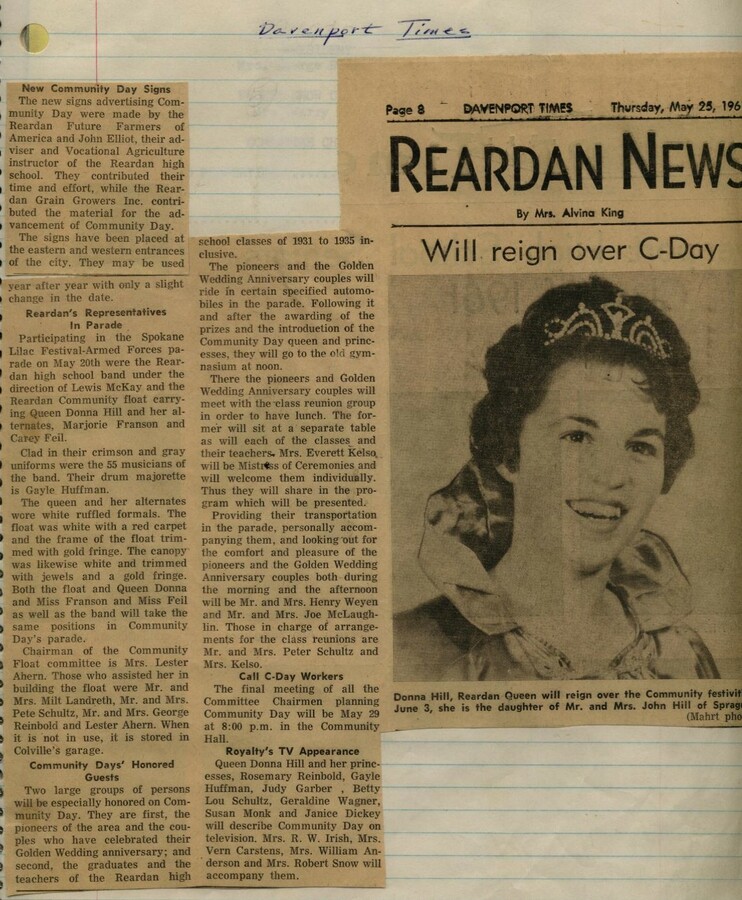 Davenport Times
New Community Day Signs
The new signs advertising Com-
munity Day were made by the
Reardan Future Farmers of
America and John Elliot, their ad-
viser and Vocational Agriculture
instructor of the Reardan high
school. They contributed their
time and effort, while the Rear-
dan Grain Growers Inc. contri-
buted the material for the ad-
vancement of Community Day.
The signs have been placed at
the eastern and western entrances
of the city. They may be used
year after year with only a slight
change in the date.
Reardan's Representatives
In Parade
Participating in the Spokane
Lilac Festival-Armed Forces pa-
rade on May 20th were the Rear-
dan high school band under the
direction of Lewis McKay and the
Reardan Community float carry-
ing Queen Donna Hill and her al-
ternates, Marjorie Franson and
Carey Feil.
Clad in their crimson and gray
uniforms were the 55 musicians of
the band. Their drum majorette
is Gayle Huffman.
The queen and her alternates
wore white ruffled formals. The
float was white with a red carpet
and the frame of the float trim-
med with gold fringe. The canopy
was likewise white and trimmed
with jewels and a gold fringe.
Both the float and Queen Donna
and Miss Franson and Miss Feil
as well as the band will take the
same positions in Community
Day's parade.
Chairman of the Community
Float committee is Mrs. Lester
Ahern. Those who assisted her in
building the float were Mr. and
Mrs. Milt Landreth, Mr. and Mrs.
Pete Schultz, Mr. and Mrs. George
Reinbold and Lester Ahern. When
it is not in use, it is stored in
Colville's garage.
Community Days' Honored
Guests
Two large groups of persons
will be especially honored on Com-
munity Day. They are first, the
pioneers of the area and the cou-
ples who have celebrated their
Golden Wedding anniversary; and
second, the graduates and the
teachers of the Reardan high
school classes of 1931 to 1935 in-
clusive.
The pioneers and the Golden
Wedding Anniversary couples will
ride in certain specified automo-
biles in the parade. Following it
and after the awarding of the
prizes and the introduction of the
Community Day queen and princ-
esses, they will go to the old gym-
nasium at noon.
There the pioneers and Golden
Wedding Anniversary couples will
meet with the class reunion group
in order to have lunch. The for-
mer will sit at a separate table
as will each of the classes and
their teachers. Mrs. Everett Kelso
will be Mistress of Ceremonies and
will welcome them individually.
Thus they will share in the pro-
gram which will be presented.
Providing their transportation
in the parade, personally accom-
panying them, and looking out for
the comfort and pleasure of the
pioneers and the Golden Wedding
Anniversary couples both during
the morning and the afternoon
will be Mr. and Mrs. Henry Weyen
and Mr. and Mrs. Joe McLaugh-
lin. Those in charge of arrange-
ments for the class reunions are
Mr. and Mrs. Peter Schultz and
Mrs. Kelso.
Call C-Day Workers
The final meeting of all the
Committee Chairmen planning
Community Day will be May 29
at 8:00 p.m. in the Community
Hall.
Royalty's TV Appearance
Queen Donna Hill and her princ-
esses, Rosemary Reinbold, Gayle
Huffman, Judy Garber , Betty
Lou Schultz, Geraldine Wagner,
Susan Monk and Janice Dickey
will describe Community Day on
television. Mrs. R. W. Irish, Mrs.
Vern Carstens, Mrs. William An-
derson and Mrs. Robert Snow will
accompany them.
Page 8 DAVENPORT TIMES Thursday, May 25, 196
REARDAN NEWS
By Mrs. Alvina King
Will reign over C-Day
Donna Hill, Reardan Queen will reign over the Community festivit
June 3, she is the daughter of Mr. and Mrs. John Hill of Sprag
(Mahrt pho